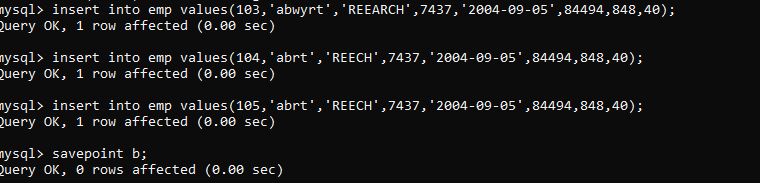 mysql> insert into emp values(103,'abwyrt','REEARCH',7437,'2004-09-05',84494,848,40);
Query OK, 1 row affected (0.00 sec)
mysql> insert into emp values(104,'abrt','REECH',7437,'2004-09-05',84494,848,40);
Query OK, 1 row affected (0.00 sec)
mysql> insert into emp values(105,'abrt','REECH',7437,'2004-09-05',84494,848,40);
Query OK, 1 row affected (0.00 sec)
mysql> savepoint b;
Query OK, 0 rows affected (0.00 sec)